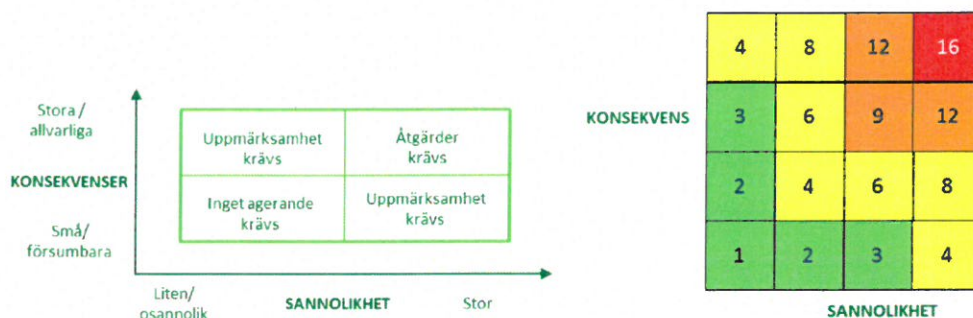 Stora /
allvarliga
KONSEKVENSER
Små/
försumbara
Uppmärksamhet
krävs
Åtgärder
krävs
Inget agerande
krävs
Uppmärksamhet
krävs
Liten/
osannolik
SANNOLIKHET
Stor
KONSEKVENS
4 8 12 16
3 6 9 12
2 4 6 8
1 2 3 4
SANNOLIKHET